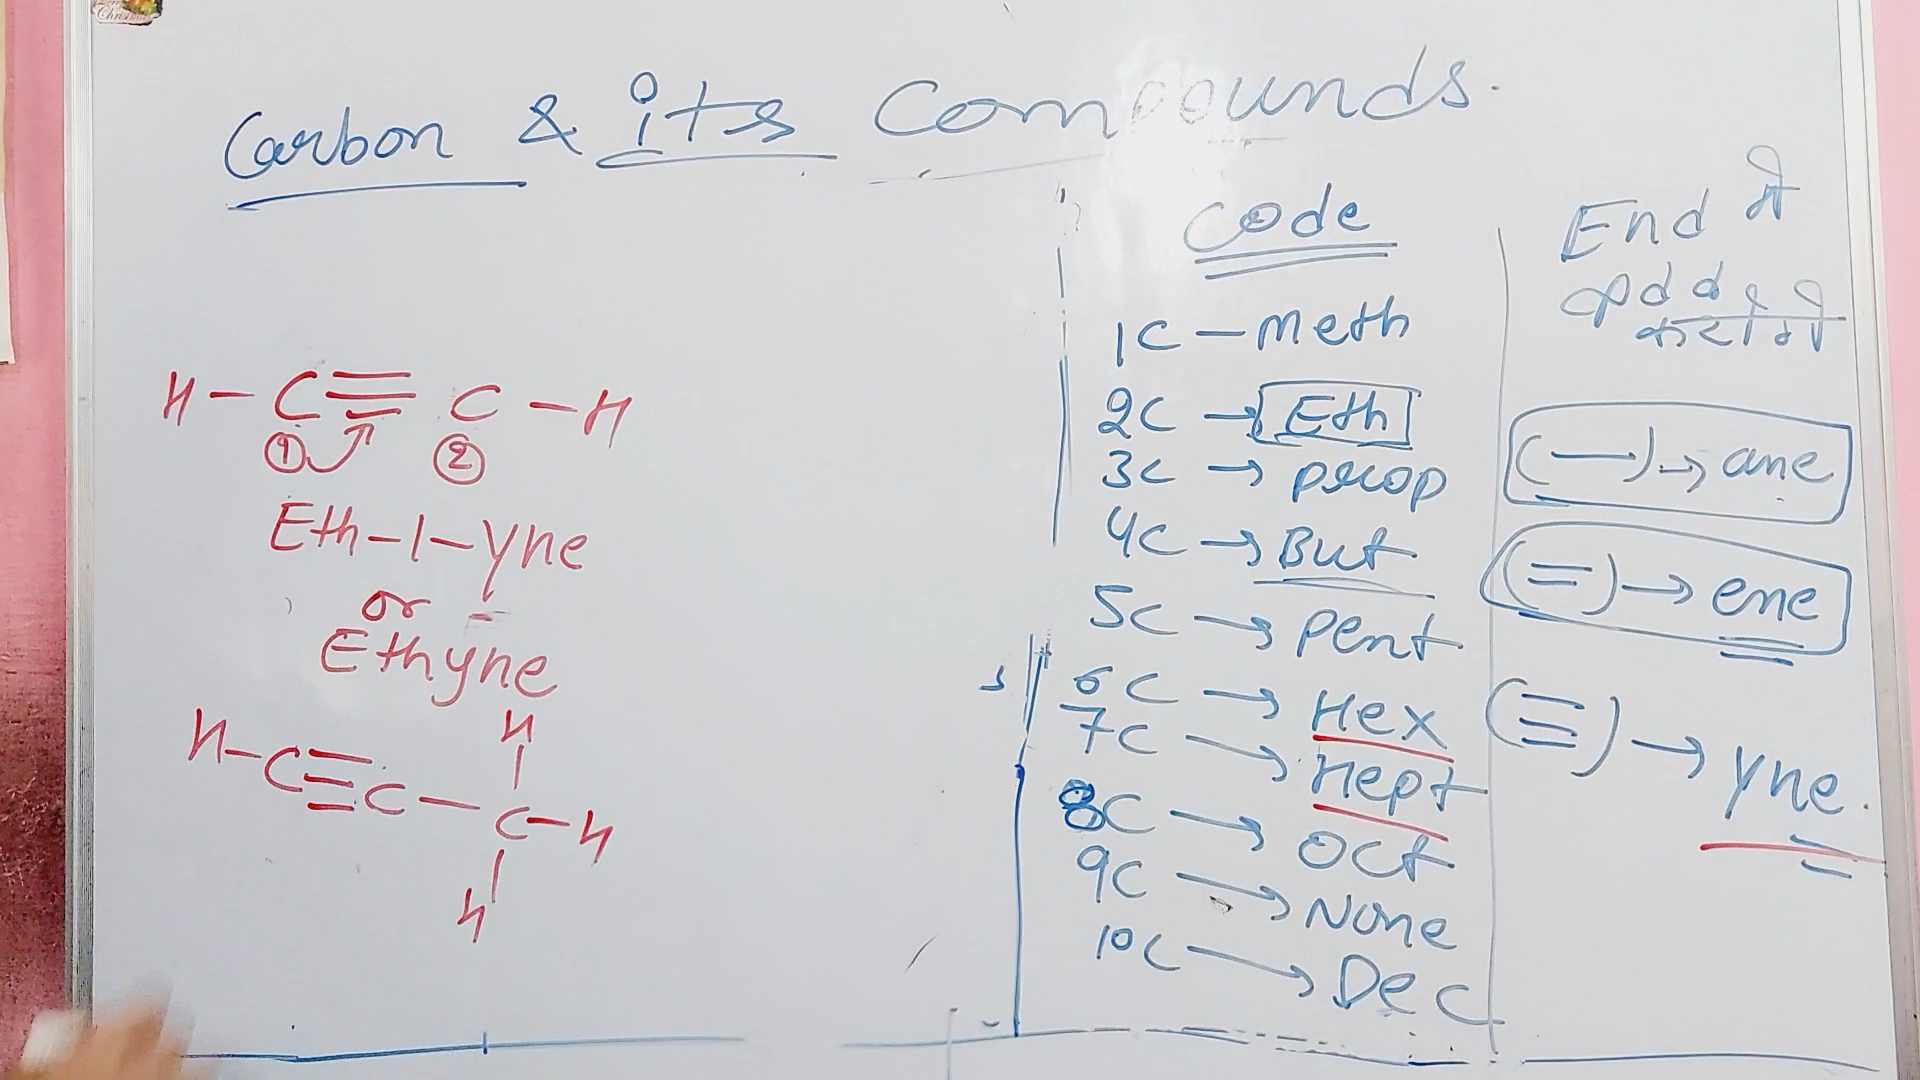 Carbon & its Compounds.
H - C ≡ C - H
① ②
Eth-1-yne
or
Ethyne
H
H-C≡C-C-H
H
Code
1C - meth
2C → Eth
3C → prop
4C → But
5C → pent
6C → Hex
7C → Hept
8C → oct
9C → None
10C → Dec
End में
(—) → ane
(=) → ene
(≡) → yne.